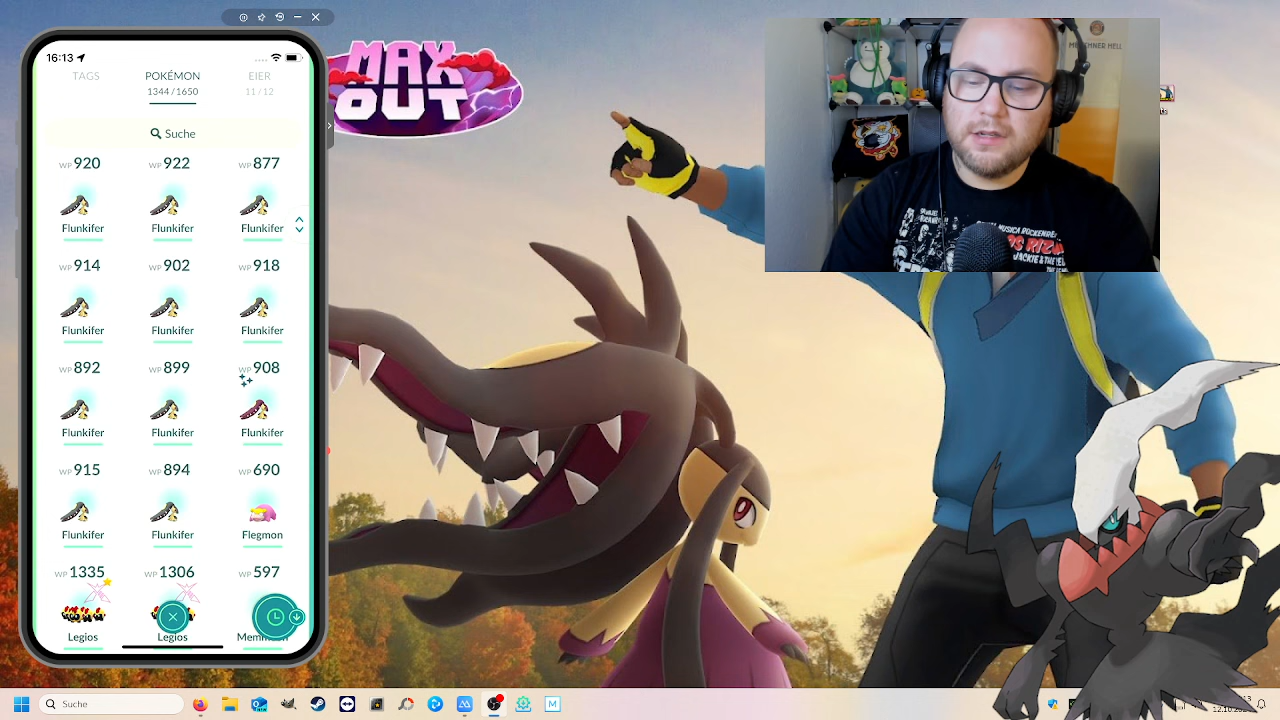 16:13
TAGS POKÉMON EIER
1344 / 1650 11 / 12
Suche
WP 920 WP 922 WP 877
Flunkifer Flunkifer Flunkifer
WP 914 WP 902 WP 918
Flunkifer Flunkifer Flunkifer
WP 892 WP 899 WP 908
Flunkifer Flunkifer Flunkifer
WP 915 WP 894 WP 690
Flunkifer Flunkifer Flegmon
WP 1335 WP 1306 WP 597
Legios Legios
MAX
OUT
JACKIE & THE
Suche